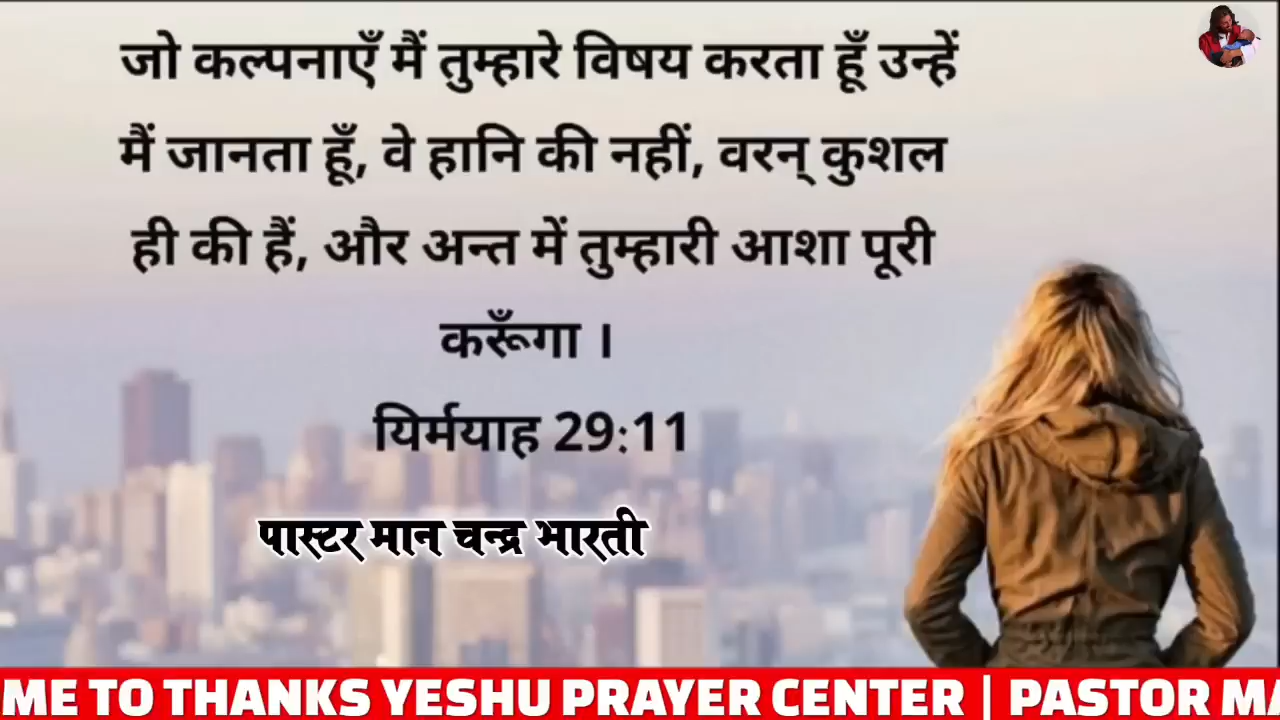 जो कल्पनाएँ मैं तुम्हारे विषय करता हूँ उन्हें
मैं जानता हूँ, वे हानि की नहीं, वरन् कुशल
ही की हैं, और अन्त में तुम्हारी आशा पूरी
करूँगा ।
यिर्मयाह 29:11
पास्टर मान चन्द्र भारती
ME TO THANKS YESHU PRAYER CENTER | PASTOR MA